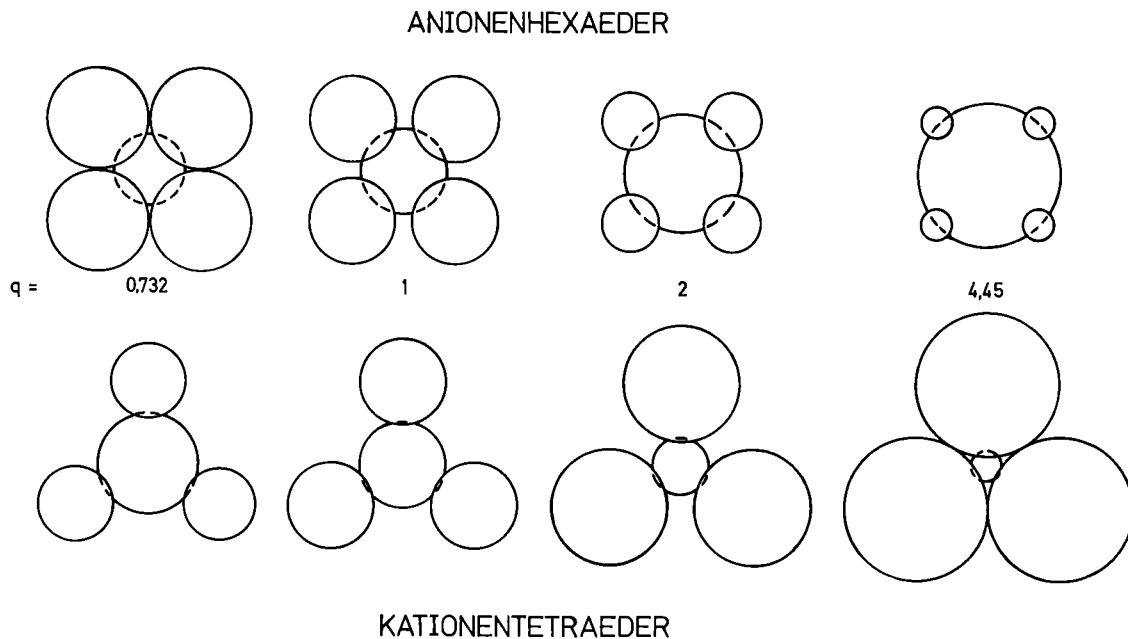 ANIONENHEXAEDER
q = 0,732 1 2 4,45
KATIONENTETRAEDER